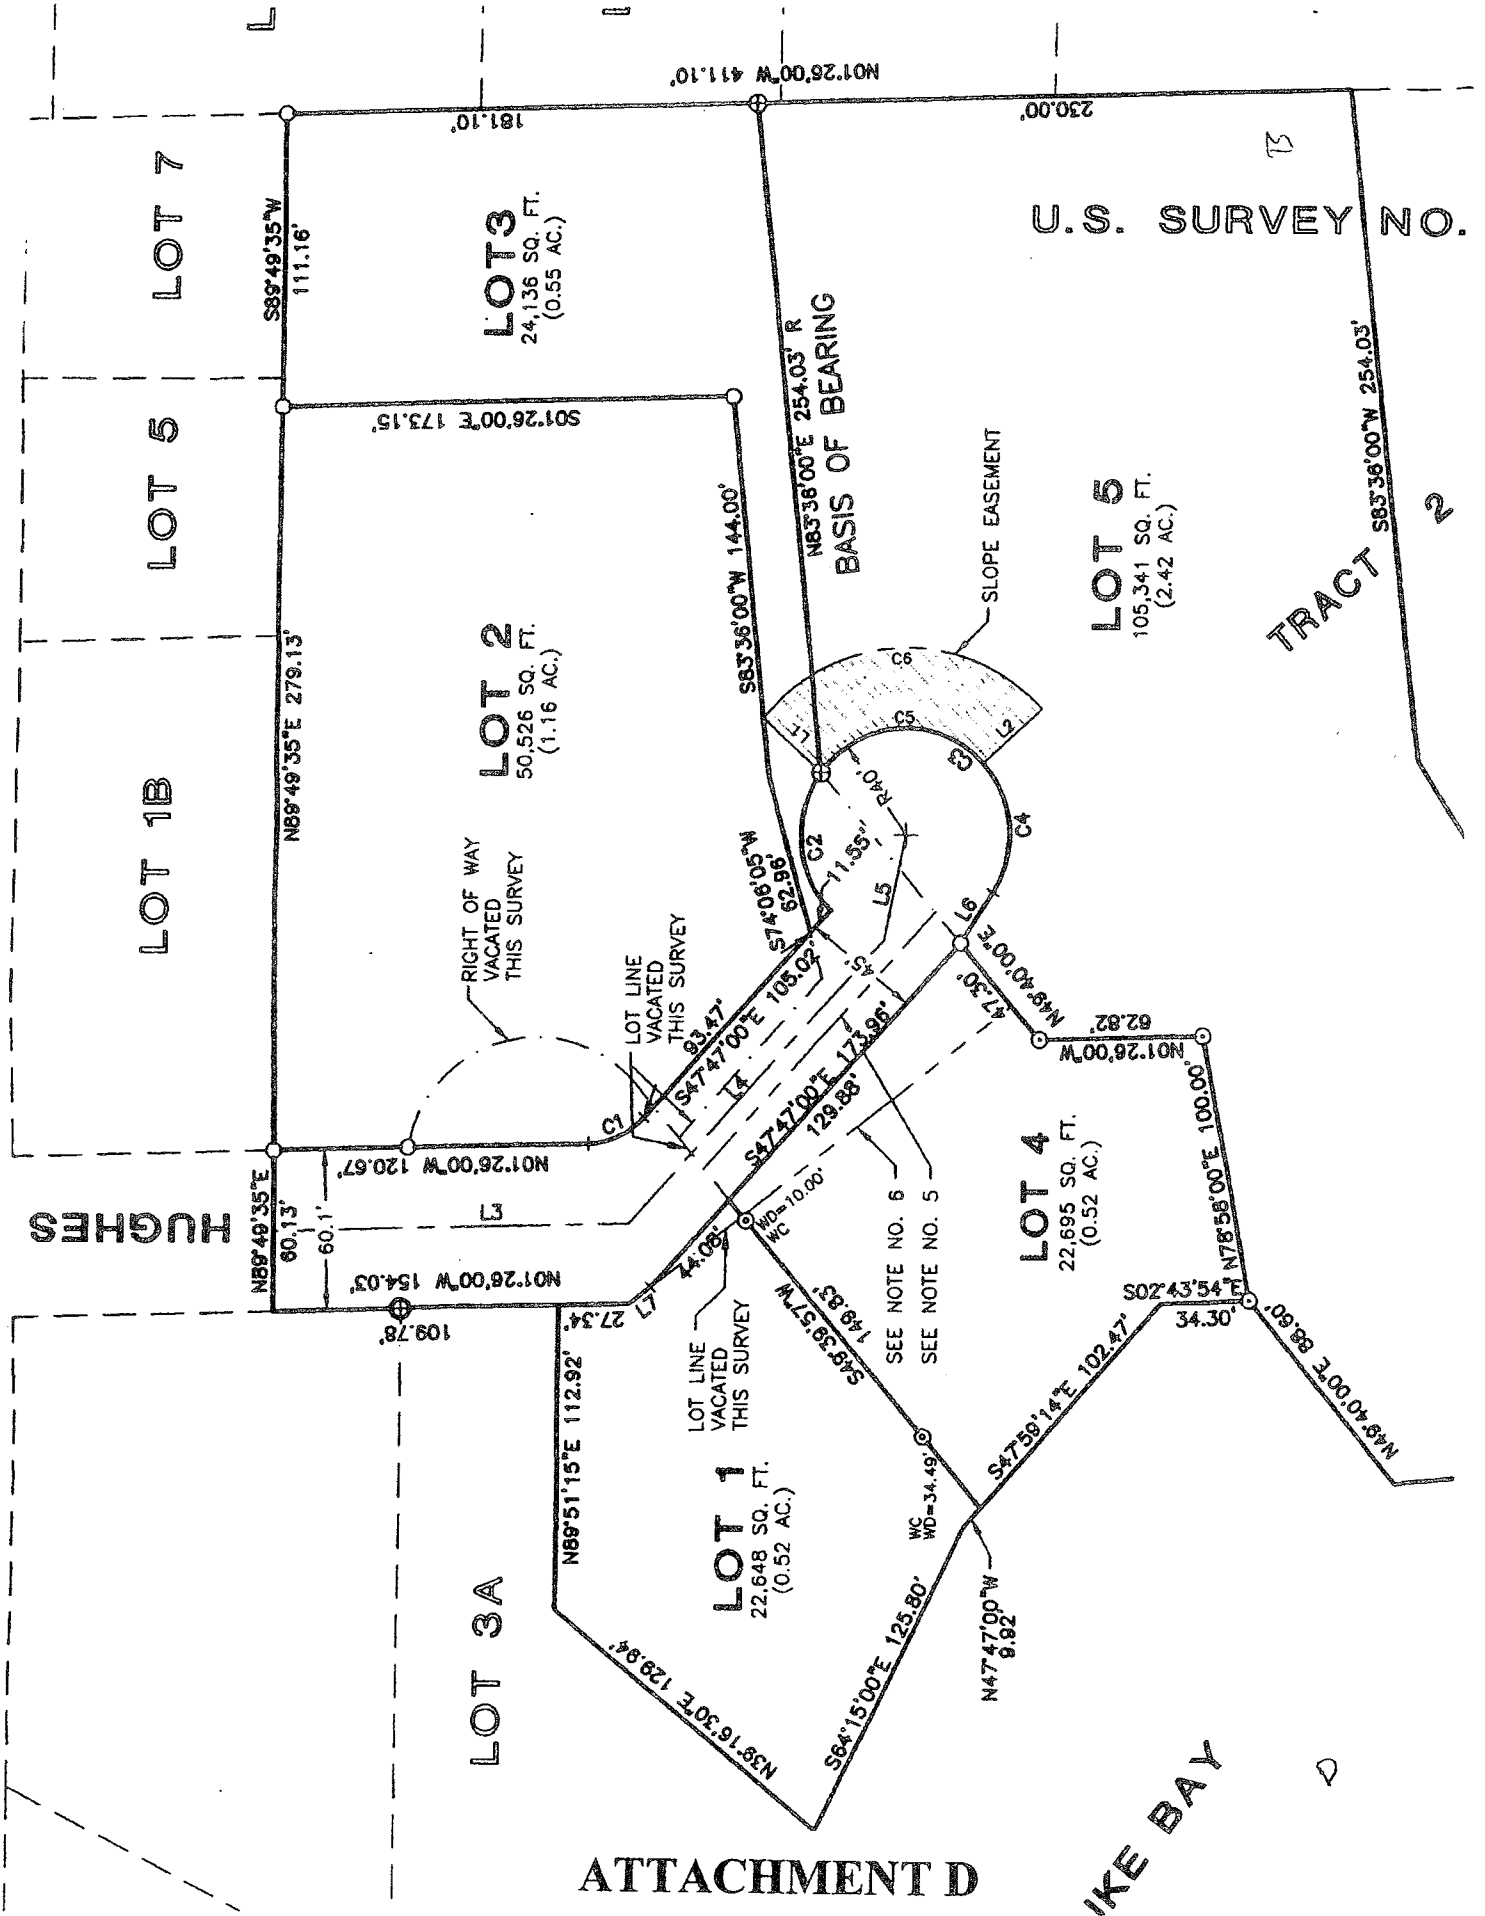 LOT 7
LOT 5
LOT 1B
HUGHES
LOT 3A
S89°49'35"W
111.16'
N89°49'35"E 279.13'
N89°49'35"E
60.13'
60.1'
N01°26'00"W 411.10'
181.10'
230.00'
LOT 3
24,136 SQ. FT.
(0.55 AC.)
U.S. SURVEY NO.
S01°26'00"E 173.15'
N83°36'00"E 254.03' R
BASIS OF BEARING
S83°36'00"W 144.00'
LOT 2
50,526 SQ. FT.
(1.16 AC.)
RIGHT OF WAY
VACATED
THIS SURVEY
LOT LINE
VACATED
THIS SURVEY
S74°06'05"W
62.96'
SLOPE EASEMENT
LOT 5
105,341 SQ. FT.
(2.42 AC.)
S83°36'00"W 254.03'
TRACT 2
C6
C5
L1
L2
C3
R40'
C2
C4
11.55'
L5
L6
45'
93.47'
S47°47'00"E 105.02'
L4
C1
N01°26'00"W 120.67'
L3
S47°47'00"E 173.96'
129.88'
N49°40'00"E
47.30'
62.82'
N01°26'00"W
N78°58'00"E 100.00'
LOT 4
22,695 SQ. FT.
(0.52 AC.)
S02°43'54"E
34.30'
N49°40'00"E 88.60'
N01°26'00"W 154.03'
109.78'
27.34'
L7
44.08'
WD=10.00'
WC
SEE NOTE NO. 6
SEE NOTE NO. 5
S49°39'57"W
149.83'
LOT LINE
VACATED
THIS SURVEY
N89°51'15"E 112.92'
LOT 1
22,648 SQ. FT.
(0.52 AC.)
WC
WD=34.49'
S47°59'14"E 102.47'
N47°47'00"W
9.92'
S64°15'00"E 125.80'
N39°16'30"E 129.94'
IKE BAY
D
ATTACHMENT D